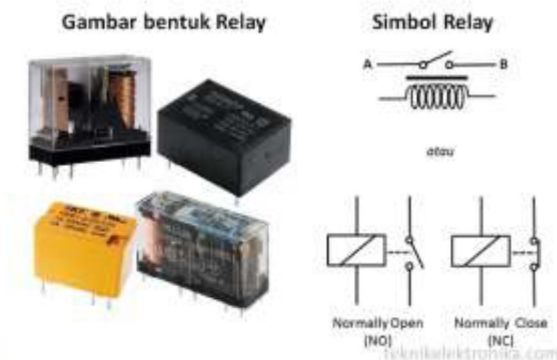 Gambar bentuk Relay
Simbol Relay
A
B
atau
Normally Open
(NO)
Normally Close
(NC)
teknikelektronika.com